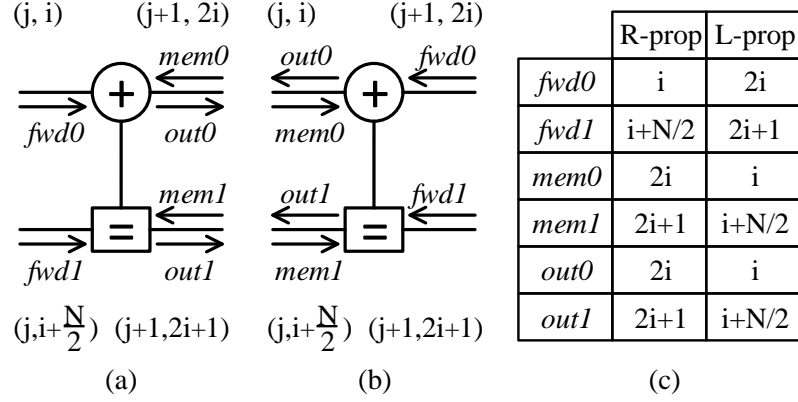 (j, i) (j+1, 2i)
mem0
+
fwd0 out0
mem1
=
fwd1 out1
(j,i+N/2) (j+1,2i+1)
(a)
(j, i) (j+1, 2i)
out0 fwd0
+
mem0
out1 fwd1
=
mem1
(j,i+N/2) (j+1,2i+1)
(b)
R-prop L-prop
fwd0 i 2i
fwd1 i+N/2 2i+1
mem0 2i i
mem1 2i+1 i+N/2
out0 2i i
out1 2i+1 i+N/2
(c)